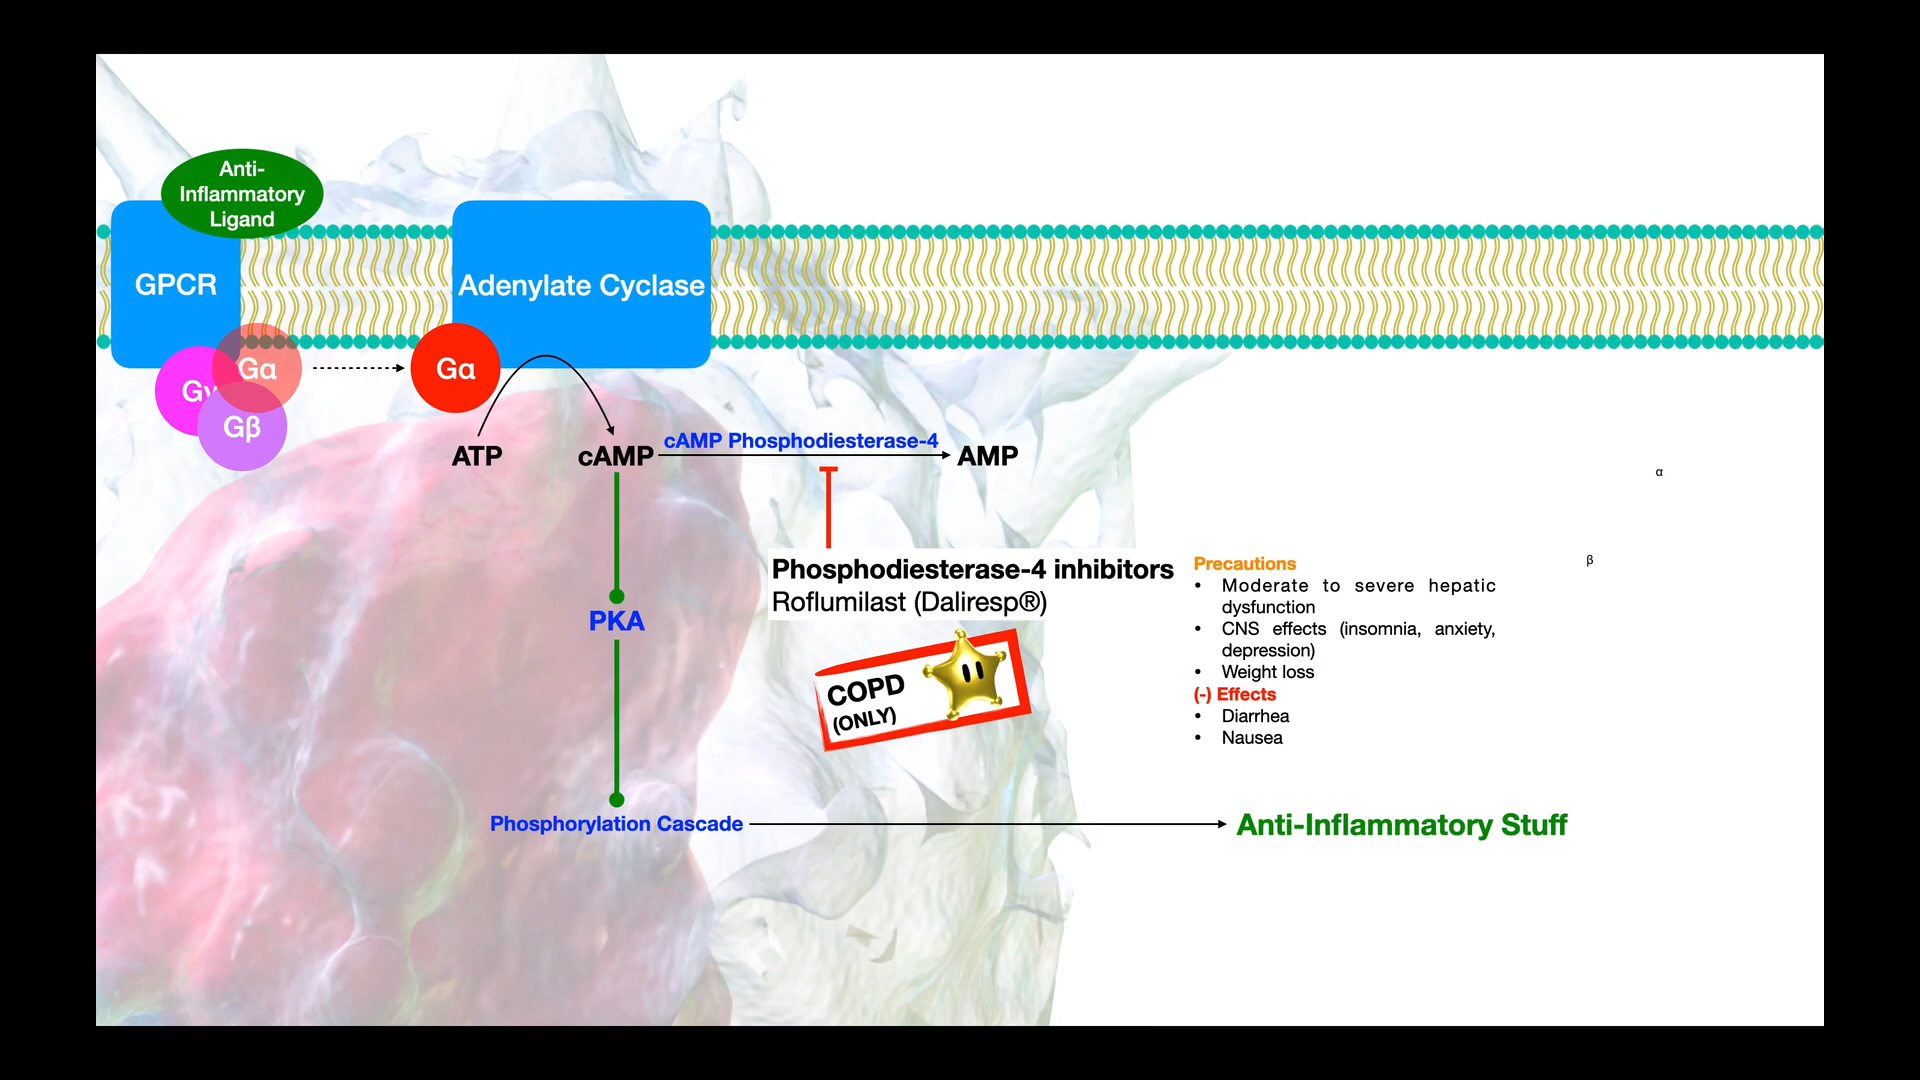 Anti-
Inflammatory
Ligand
GPCR
Adenylate Cyclase
Gα
Gγ
Gβ
Gα
ATP
cAMP
cAMP Phosphodiesterase-4
AMP
α
β
PKA
Phosphodiesterase-4 inhibitors
Roflumilast (Daliresp®)
COPD
(ONLY)
Precautions
• Moderate to severe hepatic
dysfunction
• CNS effects (insomnia, anxiety,
depression)
• Weight loss
(-) Effects
• Diarrhea
• Nausea
Phosphorylation Cascade
Anti-Inflammatory Stuff